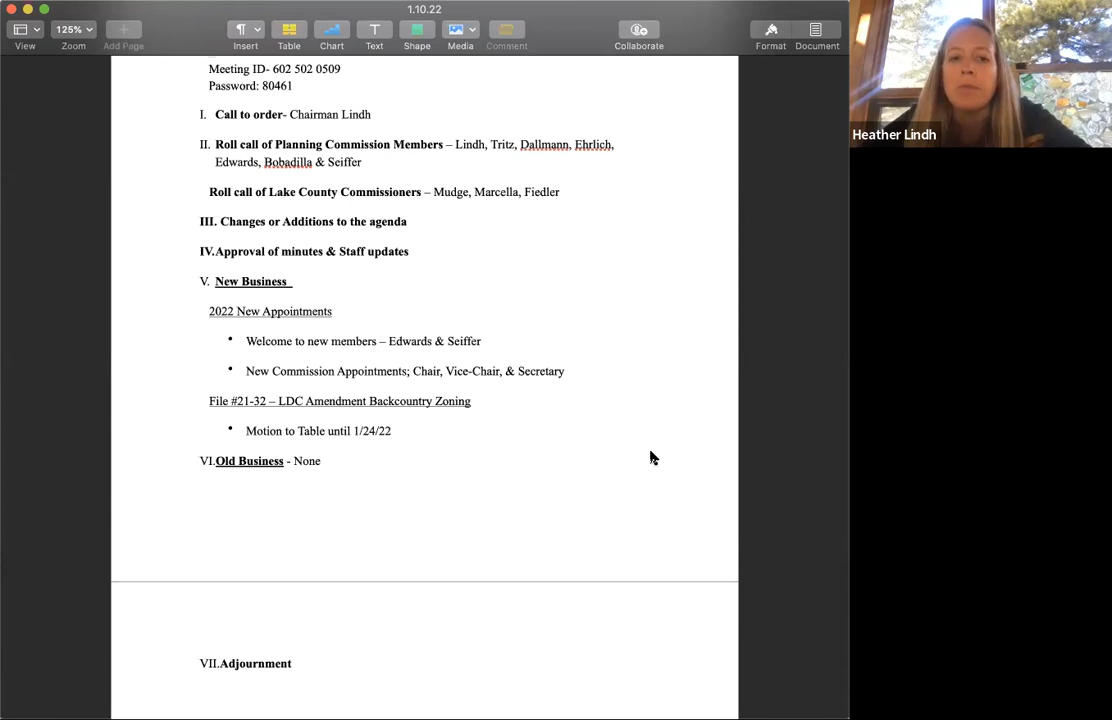 1.10.22
125%
View
Zoom
Add Page
Insert
Table
Chart
Text
Shape
Media
Comment
Collaborate
Format
Document
Heather Lindh
Meeting ID- 602 502 0509
Password: 80461
I. Call to order- Chairman Lindh
II. Roll call of Planning Commission Members – Lindh, Tritz, Dallmann, Ehrlich,
Edwards, Bobadilla & Seiffer
Roll call of Lake County Commissioners – Mudge, Marcella, Fiedler
III. Changes or Additions to the agenda
IV.Approval of minutes & Staff updates
V. New Business
2022 New Appointments
• Welcome to new members – Edwards & Seiffer
• New Commission Appointments; Chair, Vice-Chair, & Secretary
File #21-32 – LDC Amendment Backcountry Zoning
• Motion to Table until 1/24/22
VI.Old Business - None
VII.Adjournment